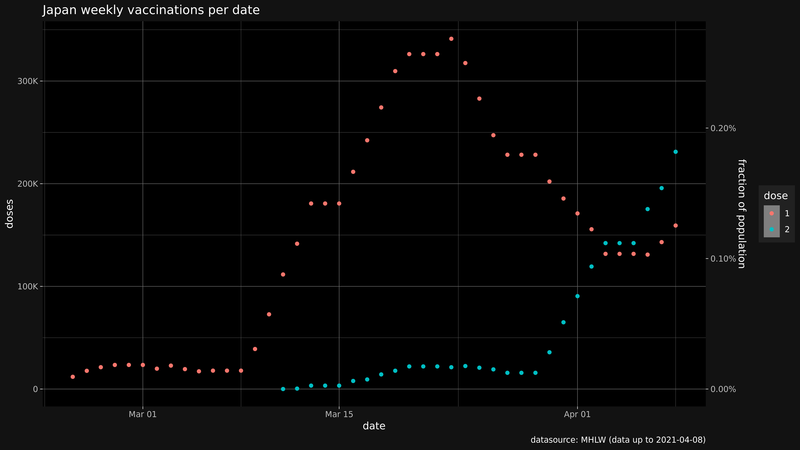 Japan weekly vaccinations per date
300K
200K
100K
0
doses
0.20%
0.10%
0.00%
fraction of population
dose
1
2
Mar 01
Mar 15
Apr 01
date
datasource: MHLW (data up to 2021-04-08)